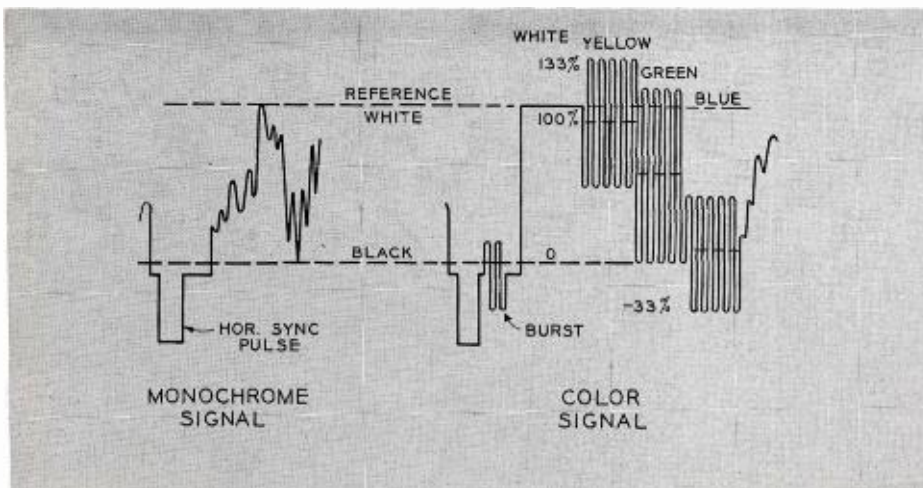 WHITE
YELLOW
133%
GREEN
REFERENCE
WHITE
BLUE
100%
BLACK
0
-33%
HOR. SYNC
PULSE
BURST
MONOCHROME
SIGNAL
COLOR
SIGNAL